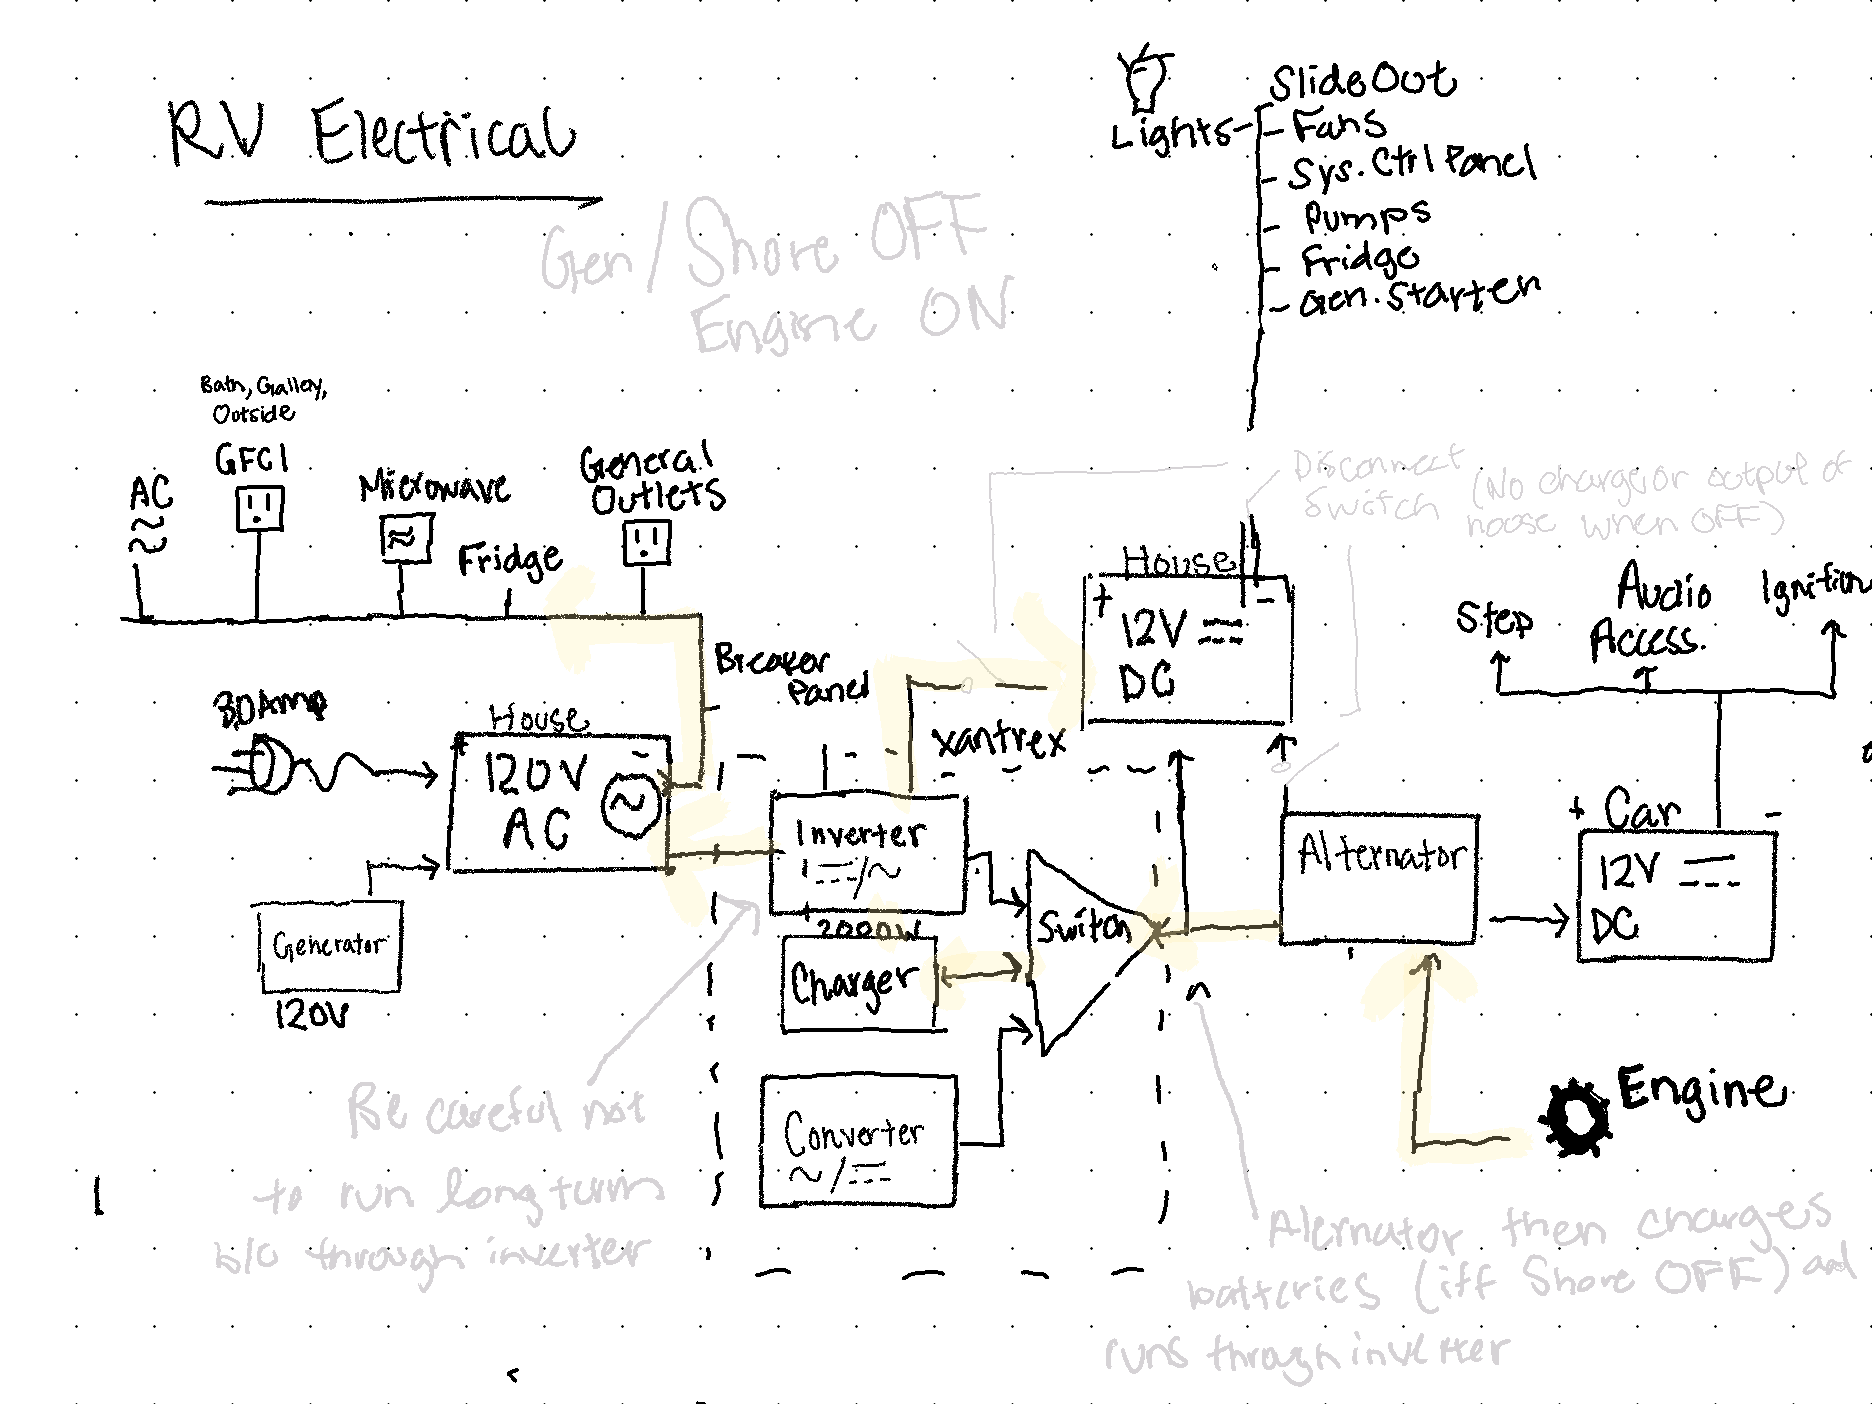 RV Electrical
Gen/Shore OFF
Engine ON
Lights
SlideOut
Fans
Sys. Ctrl Panel
Pumps
Fridge
Gen. Starter
Bath, Galley,
Outside
GFCI
AC
Microwave
Fridge
General
Outlets
Disconnect
Switch
(No charge or output of
house when OFF)
Breaker
Panel
30Amp
House
+ -
120V
AC
Generator
120V
xantrex
House
+ -
12V
DC
Step
Audio
Access.
Ignition
Inverter
2000W
Charger
Converter
Switch
Alternator
+ Car -
12V
DC
Engine
Be careful not
to run long turm
b/c through inverter
Alernator then charges
batteries (iff Shore OFF) and
runs through inverter